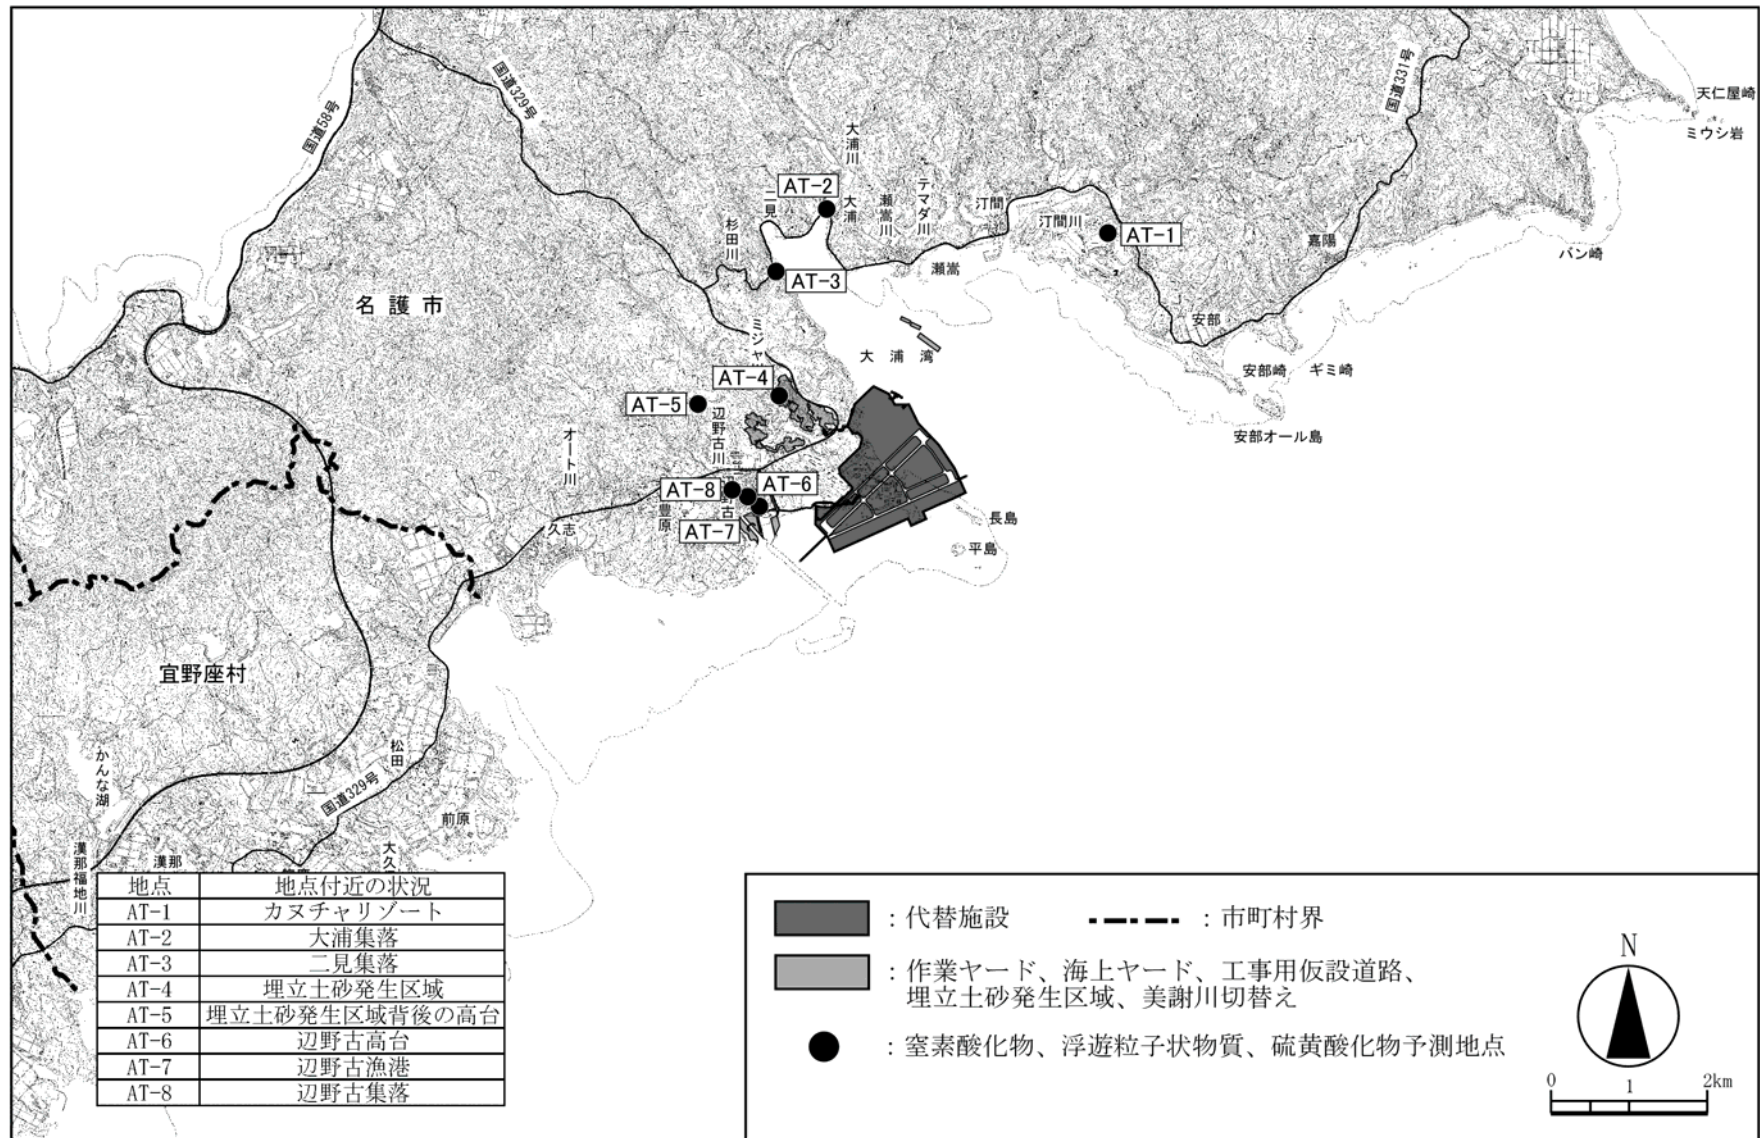 国道58号
国道329号
国道331号
天仁屋崎
ミウシ岩
バン崎
大浦川
テマダ川
瀬嵩川
汀間
汀間川
AT-1
嘉陽
AT-2
二見
大浦
杉田川
AT-3
瀬嵩
名護市
安部
大浦湾
安部崎
ギミ崎
安部オール島
AT-4
AT-5
辺野古川
オート川
AT-6
AT-8
AT-7
豊原
久志
長島
平島
宜野座村
かんな湖
松田
国道329号
前原
漢那
漢那福地川
地点 地点付近の状況
AT-1 カヌチャリゾート
AT-2 大浦集落
AT-3 二見集落
AT-4 埋立土砂発生区域
AT-5 埋立土砂発生区域背後の高台
AT-6 辺野古高台
AT-7 辺野古漁港
AT-8 辺野古集落
：代替施設
：市町村界
：作業ヤード、海上ヤード、工事用仮設道路、
埋立土砂発生区域、美謝川切替え
：窒素酸化物、浮遊粒子状物質、硫黄酸化物予測地点
N
0 1 2km